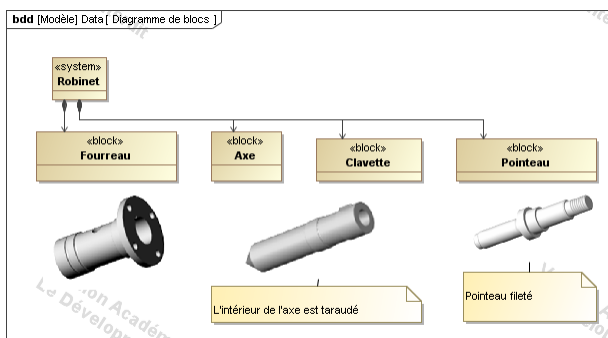 bdd [Modèle] Data [ Diagramme de blocs ]
«system»
Robinet
«block»
Fourreau
«block»
Axe
«block»
Clavette
«block»
Pointeau
L'intérieur de l'axe est taraudé
Pointeau fileté